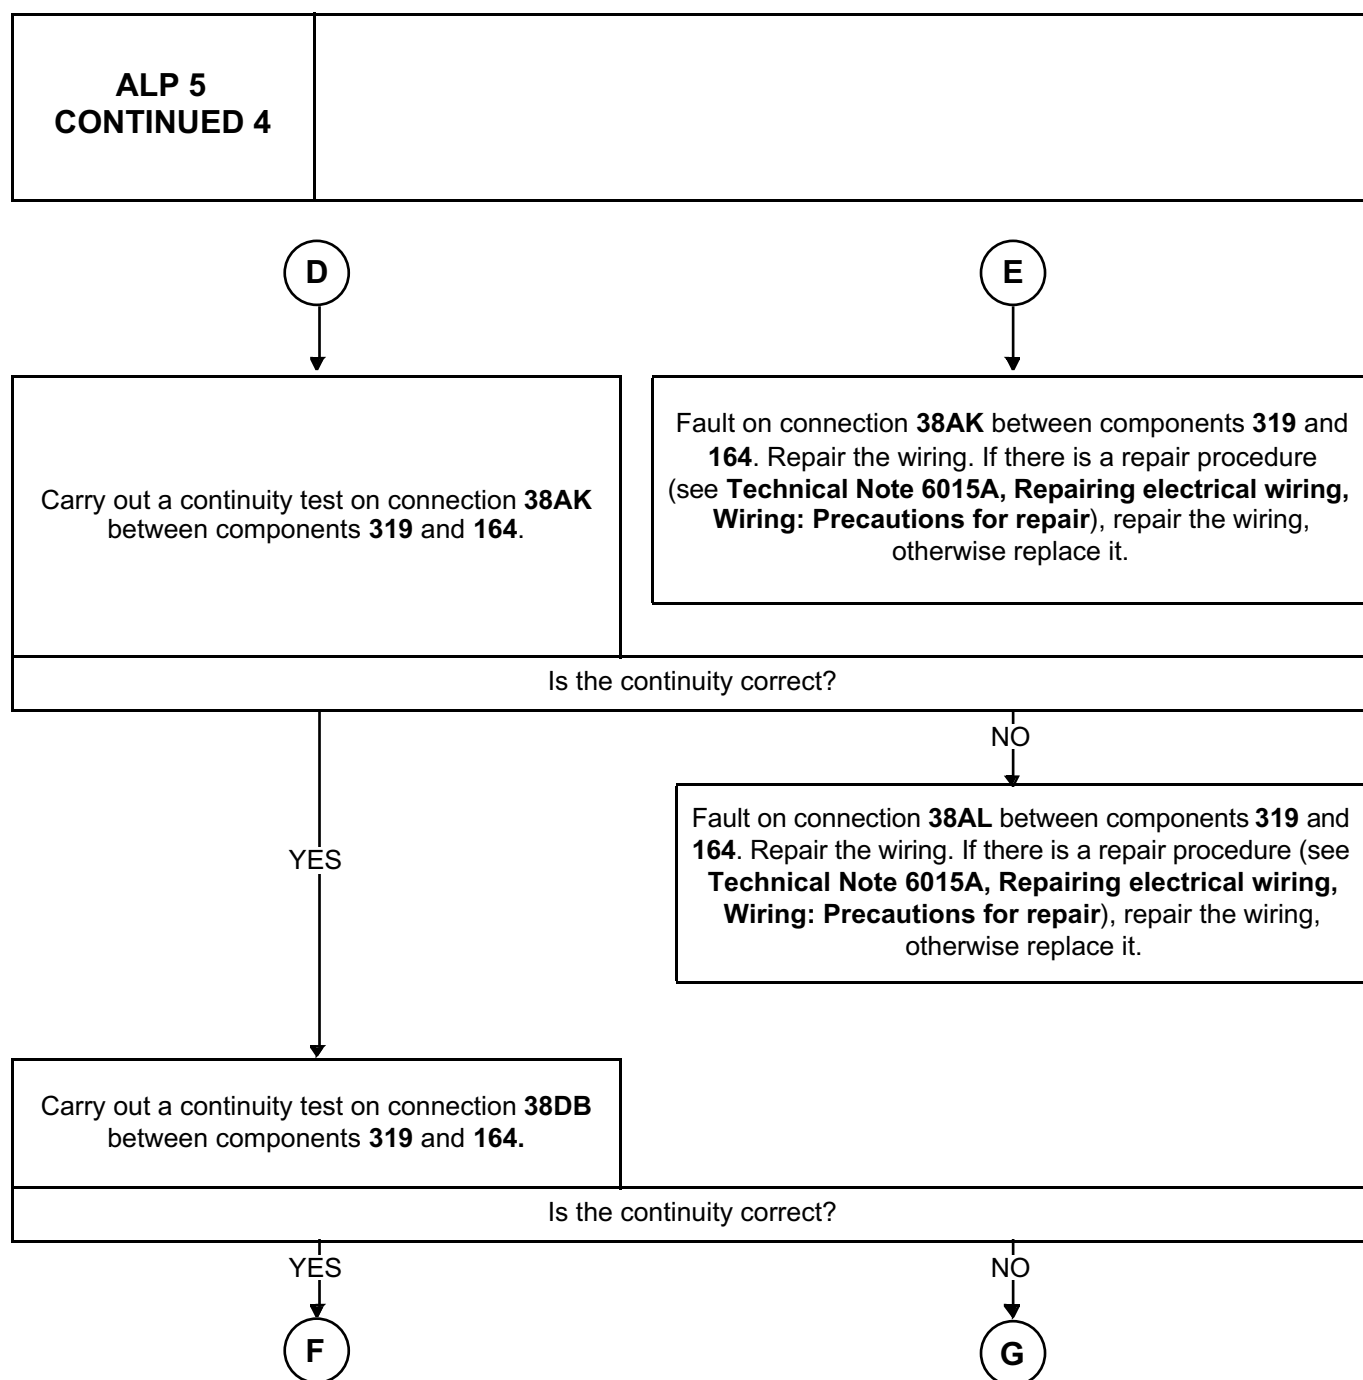 ALP 5
CONTINUED 4
D
E
Carry out a continuity test on connection 38AK
between components 319 and 164.
Fault on connection 38AK between components 319 and
164. Repair the wiring. If there is a repair procedure
(see Technical Note 6015A, Repairing electrical wiring,
Wiring: Precautions for repair), repair the wiring,
otherwise replace it.
Is the continuity correct?
NO
YES
Fault on connection 38AL between components 319 and
164. Repair the wiring. If there is a repair procedure (see
Technical Note 6015A, Repairing electrical wiring,
Wiring: Precautions for repair), repair the wiring,
otherwise replace it.
Carry out a continuity test on connection 38DB
between components 319 and 164.
Is the continuity correct?
YES
NO
F
G